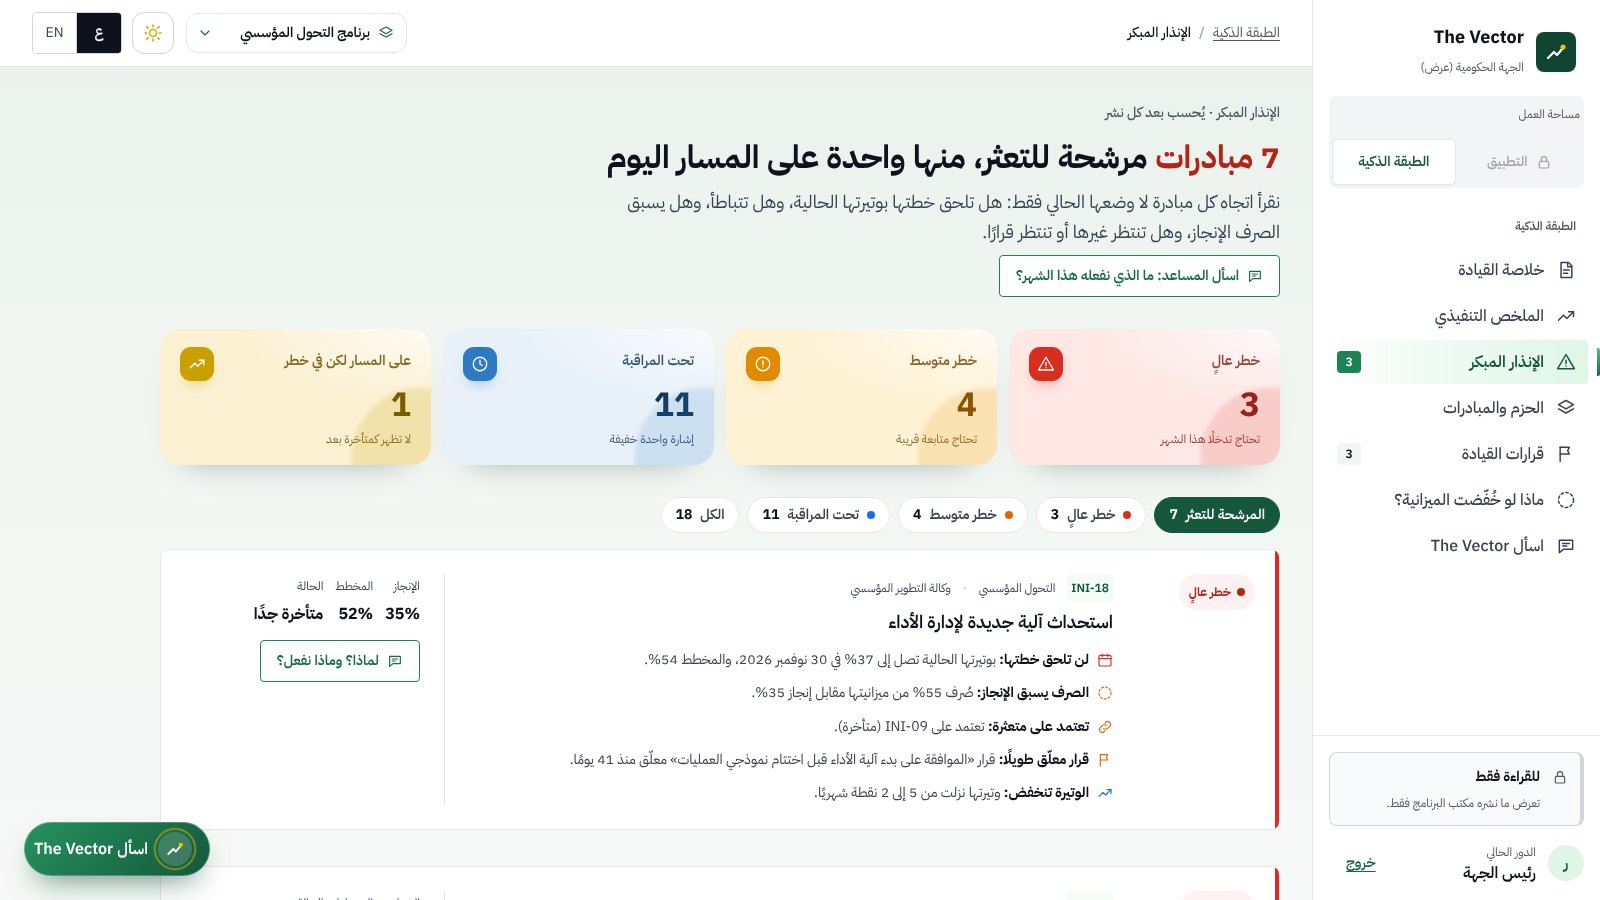 The Vector
الجهة الحكومية (عرض)
مساحة العمل
التطبيق
الطبقة الذكية
الطبقة الذكية
خلاصة القيادة
الملخص التنفيذي
الإنذار المبكر 3
الحزم والمبادرات
قرارات القيادة 3
ماذا لو خُفّضت الميزانية؟
اسأل The Vector
للقراءة فقط
تعرض ما نشره مكتب البرنامج فقط.
ر
الدور الحالي
رئيس الجهة
خروج
الطبقة الذكية / الإنذار المبكر
برنامج التحول المؤسسي
ع EN
الإنذار المبكر · يُحسب بعد كل نشر
7 مبادرات مرشحة للتعثر، منها واحدة على المسار اليوم
نقرأ اتجاه كل مبادرة لا وضعها الحالي فقط: هل تلحق خطتها بوتيرتها الحالية، وهل تتباطأ، وهل يسبق
الصرف الإنجاز، وهل تنتظر غيرها أو تنتظر قرارًا.
اسأل المساعد: ما الذي نفعله هذا الشهر؟
خطر عالٍ
3
تحتاج تدخلًا هذا الشهر
خطر متوسط
4
تحتاج متابعة قريبة
تحت المراقبة
11
إشارة واحدة خفيفة
على المسار لكن في خطر
1
لا تظهر كمتأخرة بعد
المرشحة للتعثر 7
خطر عالٍ 3
خطر متوسط 4
تحت المراقبة 11
الكل 18
خطر عالٍ
INI-18 التحول المؤسسي · وكالة التطوير المؤسسي
استحداث آلية جديدة لإدارة الأداء
لن تلحق خطتها: بوتيرتها الحالية تصل إلى 37% في 30 نوفمبر 2026، والمخطط 54%.
الصرف يسبق الإنجاز: صُرف 55% من ميزانيتها مقابل إنجاز 35%.
تعتمد على متعثرة: تعتمد على INI-09 (متأخرة).
قرار معلّق طويلًا: قرار «الموافقة على بدء آلية الأداء قبل اختتام نموذجي العمليات» معلّق منذ 41 يومًا.
الوتيرة تنخفض: وتيرتها نزلت من 5 إلى 2 نقطة شهريًا.
الإنجاز المخطط الحالة
35% 52% متأخرة جدًا
لماذا؟ وماذا نفعل؟
اسأل The Vector